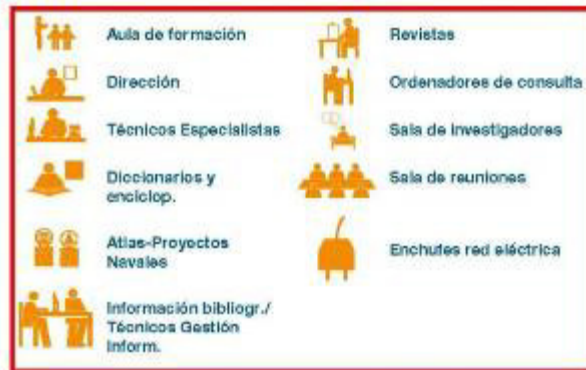 Aula de formación
Dirección
Técnicos Especialistas
Diccionarios y
enciclop.
Atlas-Proyectos
Navales
Información bibliogr./
Técnicos Gestión
Inform.
Revistas
Ordenadores de consulta
Sala de investigadores
Sala de reuniones
Enchufes red eléctrica